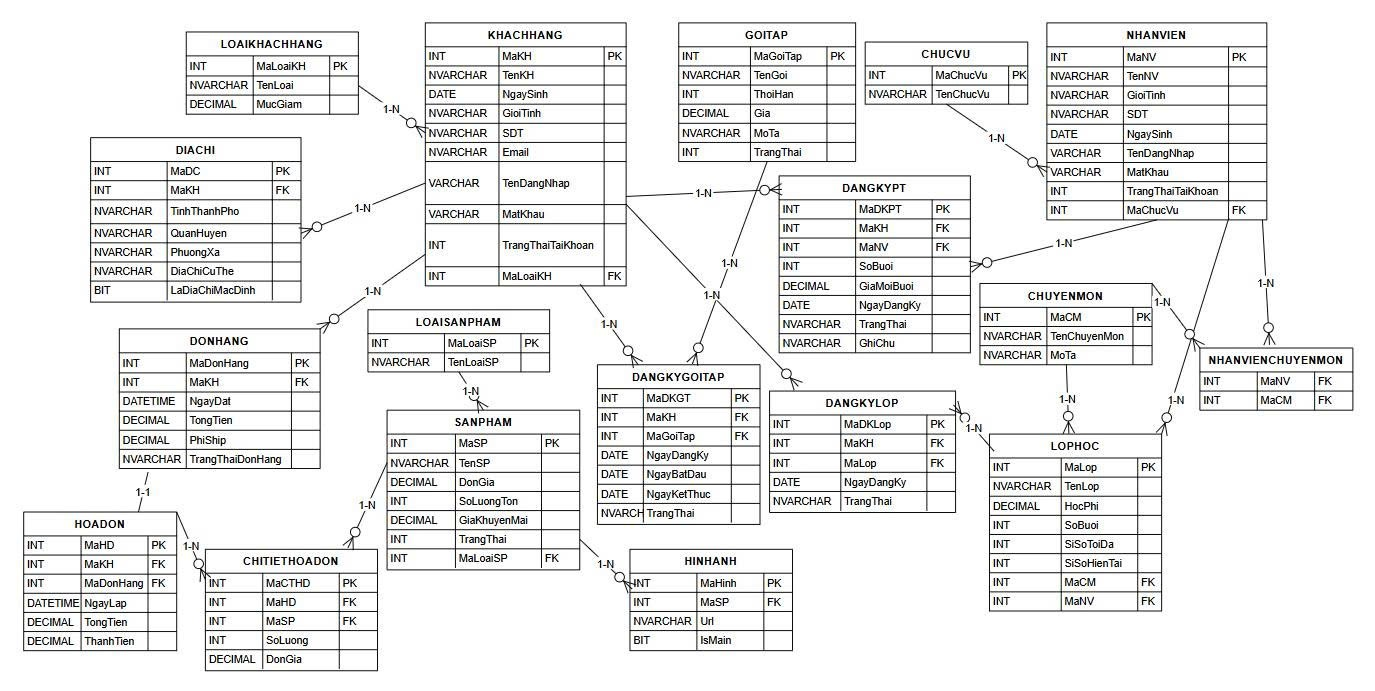 LOAIKHACHHANG
INT MaLoaiKH PK
NVARCHAR TenLoai
DECIMAL MucGiam
KHACHHANG
INT MaKH PK
NVARCHAR TenKH
DATE NgaySinh
NVARCHAR GioiTinh
NVARCHAR SDT
NVARCHAR Email
VARCHAR TenDangNhap
VARCHAR MatKhau
INT TrangThaiTaiKhoan
INT MaLoaiKH FK
GOITAP
INT MaGoiTap PK
NVARCHAR TenGoi
INT ThoiHan
DECIMAL Gia
NVARCHAR MoTa
INT TrangThai
CHUCVU
INT MaChucVu PK
NVARCHAR TenChucVu
NHANVIEN
INT MaNV PK
NVARCHAR TenNV
NVARCHAR GioiTinh
NVARCHAR SDT
DATE NgaySinh
VARCHAR TenDangNhap
VARCHAR MatKhau
INT TrangThaiTaiKhoan
INT MaChucVu FK
1-N
1-N
DIACHI
INT MaDC PK
INT MaKH FK
NVARCHAR TinhThanhPho
NVARCHAR QuanHuyen
NVARCHAR PhuongXa
NVARCHAR DiaChiCuThe
BIT LaDiaChiMacDinh
1-N
1-N
DANGKYPT
INT MaDKPT PK
INT MaKH FK
INT MaNV FK
INT SoBuoi
DECIMAL GiaMoiBuoi
DATE NgayDangKy
NVARCHAR TrangThai
NVARCHAR GhiChu
1-N
1-N
1-N
1-N
1-N
1-N
1-N
CHUYENMON
INT MaCM PK
NVARCHAR TenChuyenMon
NVARCHAR MoTa
NHANVIENCHUYENMON
INT MaNV FK
INT MaCM FK
DONHANG
INT MaDonHang PK
INT MaKH FK
DATETIME NgayDat
DECIMAL TongTien
DECIMAL PhiShip
NVARCHAR TrangThaiDonHang
LOAISANPHAM
INT MaLoaiSP PK
NVARCHAR TenLoaiSP
1-N
SANPHAM
INT MaSP PK
NVARCHAR TenSP
DECIMAL DonGia
INT SoLuongTon
DECIMAL GiaKhuyenMai
INT TrangThai
INT MaLoaiSP FK
DANGKYGOITAP
INT MaDKGT PK
INT MaKH FK
INT MaGoiTap FK
DATE NgayDangKy
DATE NgayBatDau
DATE NgayKetThuc
NVARCH TrangThai
DANGKYLOP
INT MaDKLop PK
INT MaKH FK
INT MaLop FK
DATE NgayDangKy
NVARCHAR TrangThai
1-N
1-N
1-N
LOPHOC
INT MaLop PK
NVARCHAR TenLop
DECIMAL HocPhi
INT SoBuoi
INT SiSoToiDa
INT SiSoHienTai
INT MaCM FK
INT MaNV FK
1-1
1-N
HOADON
INT MaHD PK
INT MaKH FK
INT MaDonHang FK
DATETIME NgayLap
DECIMAL TongTien
DECIMAL ThanhTien
1-N
CHITIETHOADON
INT MaCTHD PK
INT MaHD FK
INT MaSP FK
INT SoLuong
DECIMAL DonGia
1-N
HINHANH
INT MaHinh PK
INT MaSP FK
NVARCHAR Url
BIT IsMain